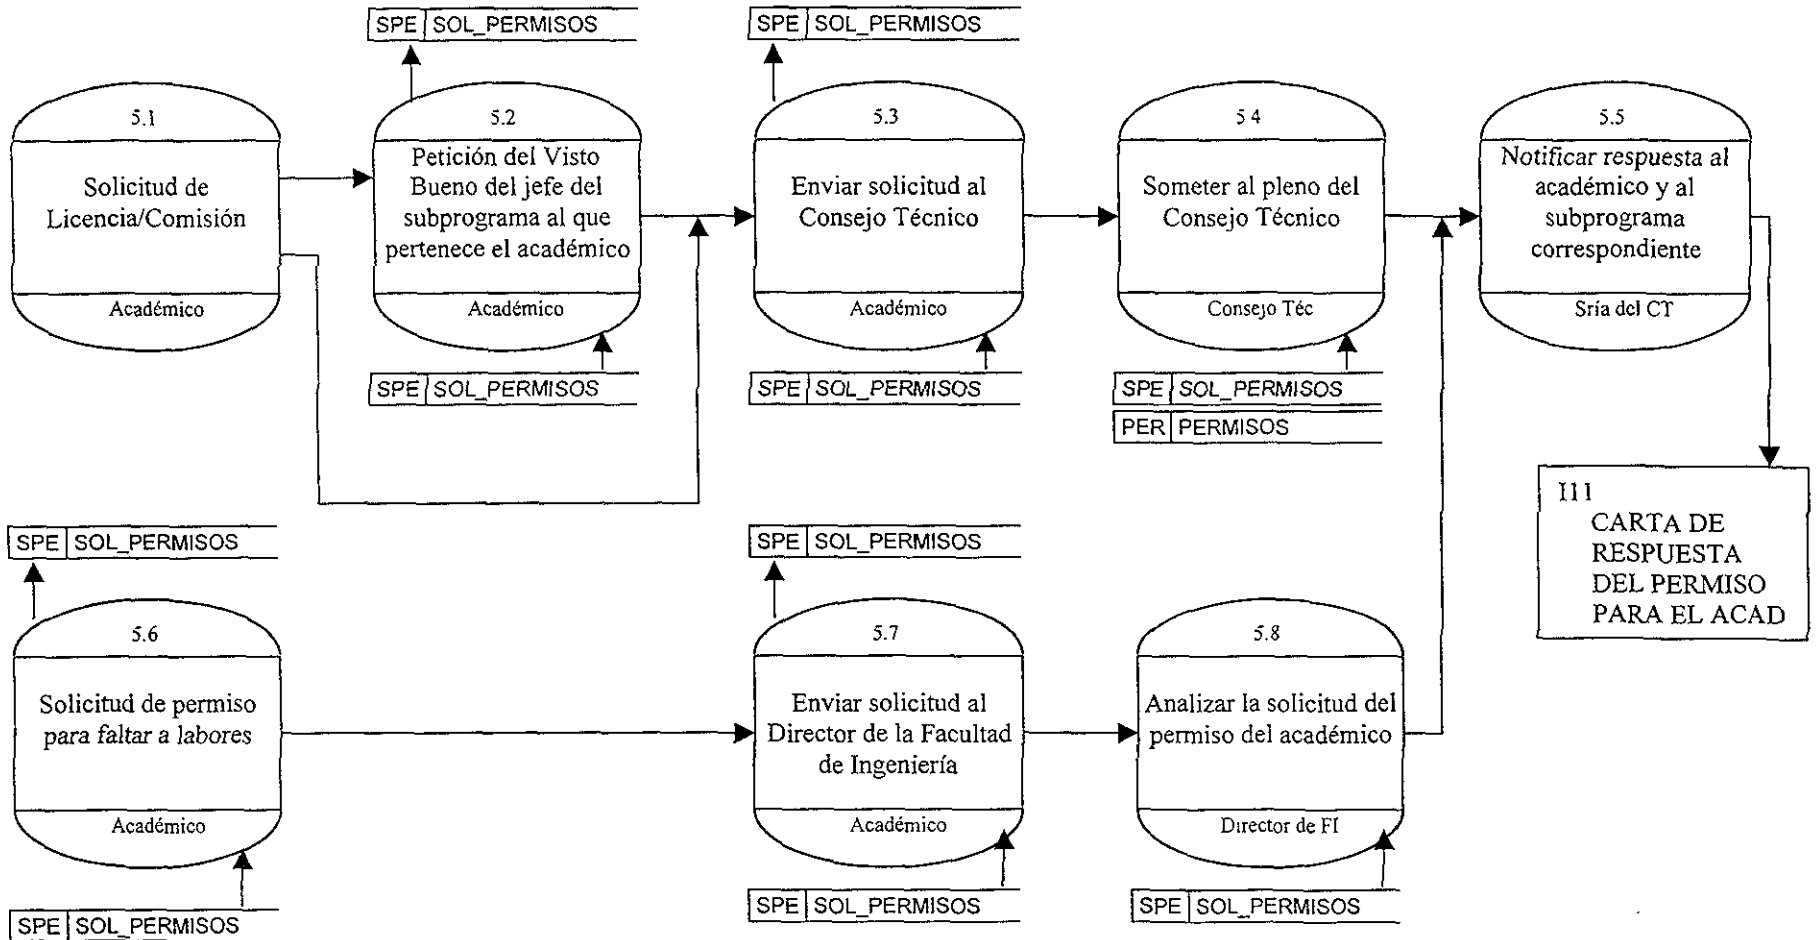 SPE SOL_PERMISOS
SPE SOL_PERMISOS
5.1
Solicitud de
Licencia/Comisión
Académico
5.2
Petición del Visto
Bueno del jefe del
subprograma al que
pertenece el académico
Académico
5.3
Enviar solicitud al
Consejo Técnico
Académico
5 4
Someter al pleno del
Consejo Técnico
Consejo Téc
5.5
Notificar respuesta al
académico y al
subprograma
correspondiente
Sría del CT
SPE SOL_PERMISOS
SPE SOL_PERMISOS
SPE SOL_PERMISOS
PER PERMISOS
I11
CARTA DE
RESPUESTA
DEL PERMISO
PARA EL ACAD
SPE SOL_PERMISOS
SPE SOL_PERMISOS
5.6
Solicitud de permiso
para faltar a labores
Académico
5.7
Enviar solicitud al
Director de la Facultad
de Ingeniería
Académico
5.8
Analizar la solicitud del
permiso del académico
Director de FI
SPE SOL_PERMISOS
SPE SOL_PERMISOS
SPE SOL_PERMISOS